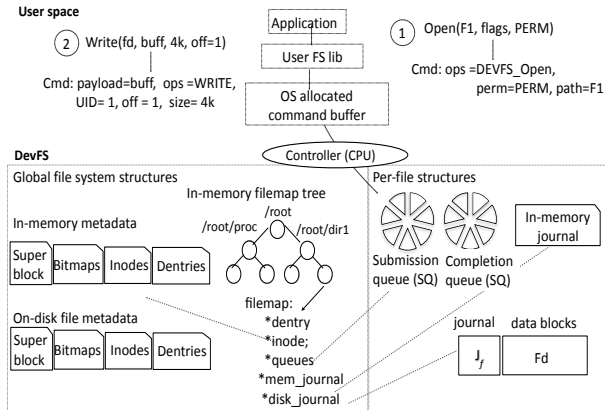 User space
Application
2 Write(fd, buff, 4k, off=1)
1 Open(F1, flags, PERM)
User FS lib
Cmd: payload=buff, ops =WRITE,
UID= 1, off = 1, size= 4k
Cmd: ops =DEVFS_Open,
perm=PERM, path=F1
OS allocated
command buffer
DevFS
Controller (CPU)
Global file system structures
Per-file structures
In-memory filemap tree
/root
/root/proc
/root/dir1
In-memory metadata
Super
block
Bitmaps
Inodes
Dentries
Submission
queue (SQ)
Completion
queue (SQ)
In-memory
journal
filemap:
*dentry
*inode;
*queues
*mem_journal
*disk_journal
On-disk file metadata
Super
block
Bitmaps
Inodes
Dentries
journal data blocks
Jf
Fd